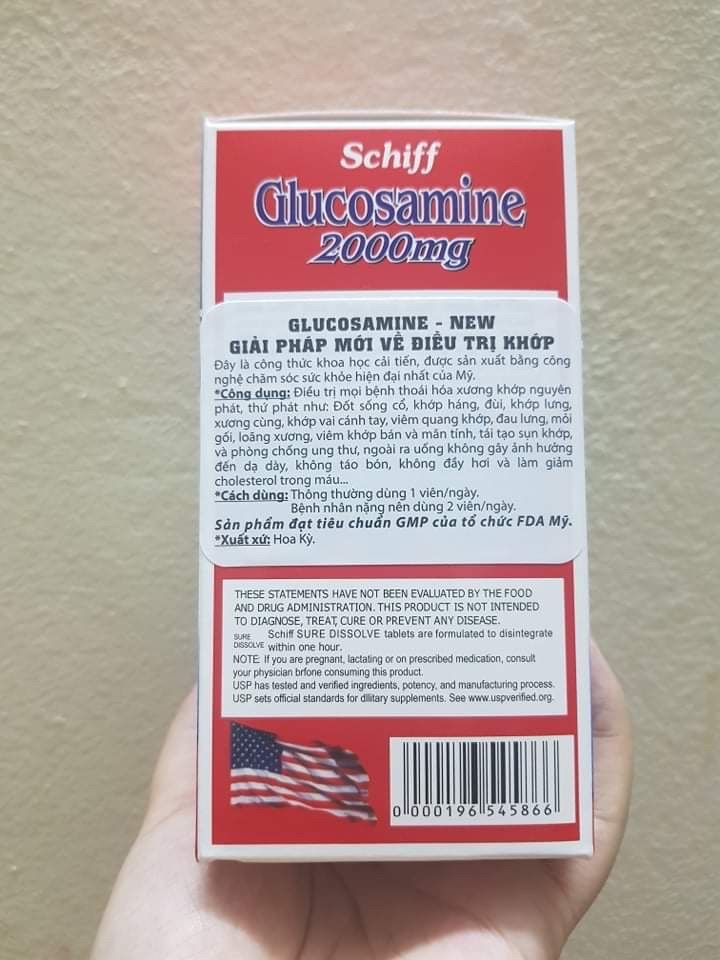 Schiff
Glucosamine
2000mg
GLUCOSAMINE - NEW
GIẢI PHÁP MỚI VỀ ĐIỀU TRỊ KHỚP
Đây là công thức khoa học cải tiến, được sản xuất bằng công
nghệ chăm sóc sức khỏe hiện đại nhất của Mỹ.
*Công dụng: Điều trị mọi bệnh thoái hóa xương khớp nguyên
phát, thứ phát như: Đốt sống cổ, khớp háng, đùi, khớp lưng,
xương cùng, khớp vai cánh tay, viêm quang khớp, đau lưng, mỏi
gối, loãng xương, viêm khớp bán và mãn tính, tái tạo sụn khớp,
và phòng chống ung thư, ngoài ra uống không gây ảnh hưởng
đến dạ dày, không táo bón, không đầy hơi và làm giảm
cholesterol trong máu...
*Cách dùng: Thông thường dùng 1 viên/ngày.
Bệnh nhân nặng nên dùng 2 viên/ngày.
Sản phẩm đạt tiêu chuẩn GMP của tổ chức FDA Mỹ.
*Xuất xứ: Hoa Kỳ.
THESE STATEMENTS HAVE NOT BEEN EVALUATED BY THE FOOD
AND DRUG ADMINISTRATION. THIS PRODUCT IS NOT INTENDED
TO DIAGNOSE, TREAT, CURE OR PREVENT ANY DISEASE.
SURE DISSOLVE Schiff SURE DISSOLVE tablets are formulated to disintegrate
within one hour.
NOTE: If you are pregnant, lactating or on prescribed medication, consult
your physician brfone consuming this product.
USP has tested and verified ingredients, potency, and manufacturing process.
USP sets official standards for dllitary supplements. See www.uspverified.org.
0 000196 545866